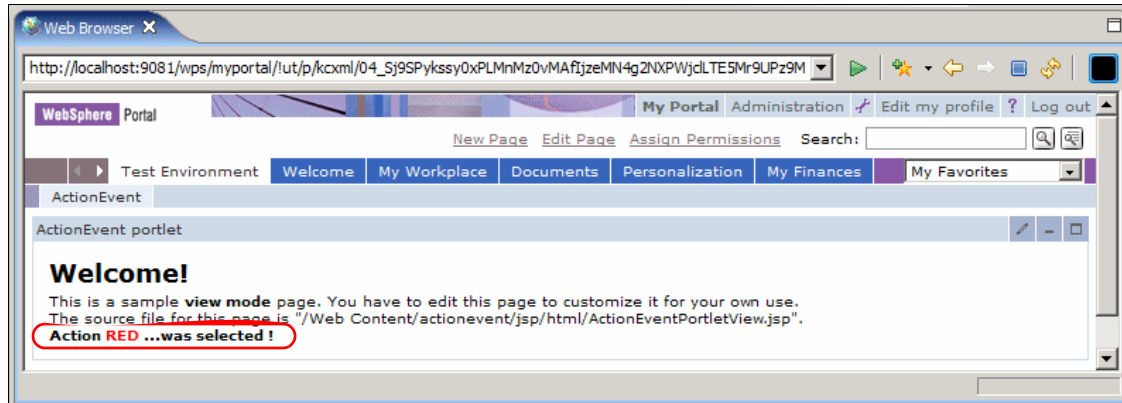 Web Browser
http://localhost:9081/wps/myportal/!ut/p/kcxml/04_Sj9SPykssy0xPLMnMz0vMAfIjzeMN4g2NXPWjclLTE5Mr9UPz9M
WebSphere Portal My Portal Administration Edit my profile ? Log out
New Page Edit Page Assign Permissions Search:
Test Environment Welcome My Workplace Documents Personalization My Finances My Favorites
ActionEvent
ActionEvent portlet
Welcome!
This is a sample view mode page. You have to edit this page to customize it for your own use.
The source file for this page is "/Web Content/actionevent/jsp/html/ActionEventPortletView.jsp".
Action RED ...was selected !